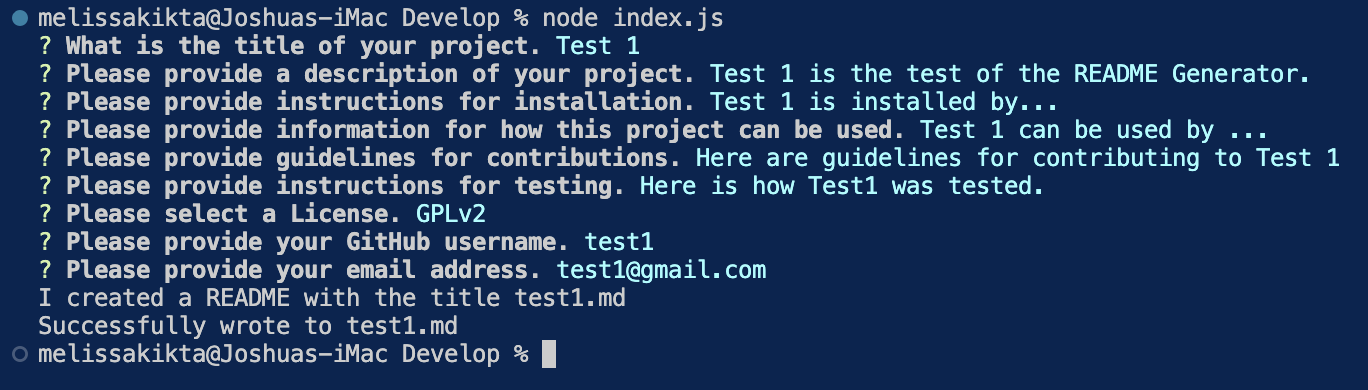 melissakikta@Joshuas-iMac Develop % node index.js
? What is the title of your project. Test 1
? Please provide a description of your project. Test 1 is the test of the README Generator.
? Please provide instructions for installation. Test 1 is installed by...
? Please provide information for how this project can be used. Test 1 can be used by ...
? Please provide guidelines for contributions. Here are guidelines for contributing to Test 1
? Please provide instructions for testing. Here is how Test1 was tested.
? Please select a License. GPLv2
? Please provide your GitHub username. test1
? Please provide your email address. test1@gmail.com
I created a README with the title test1.md
Successfully wrote to test1.md
melissakikta@Joshuas-iMac Develop %